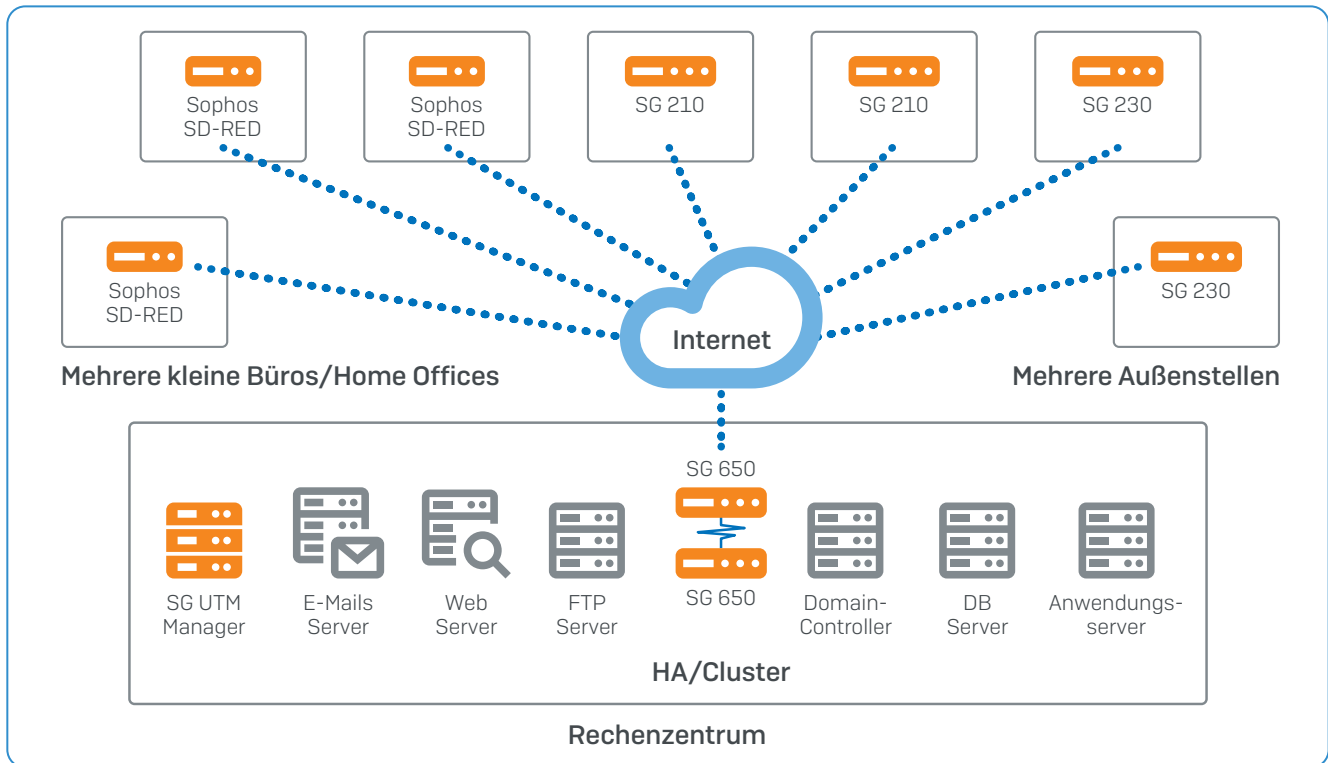 Sophos
SD-RED
Sophos
SD-RED
SG 210
SG 210
SG 230
Sophos
SD-RED
SG 230
Internet
Mehrere kleine Büros/Home Offices
Mehrere Außenstellen
SG 650
SG UTM
Manager
E-Mails
Server
Web
Server
FTP
Server
SG 650
Domain-
Controller
DB
Server
Anwendungs-
server
HA/Cluster
Rechenzentrum